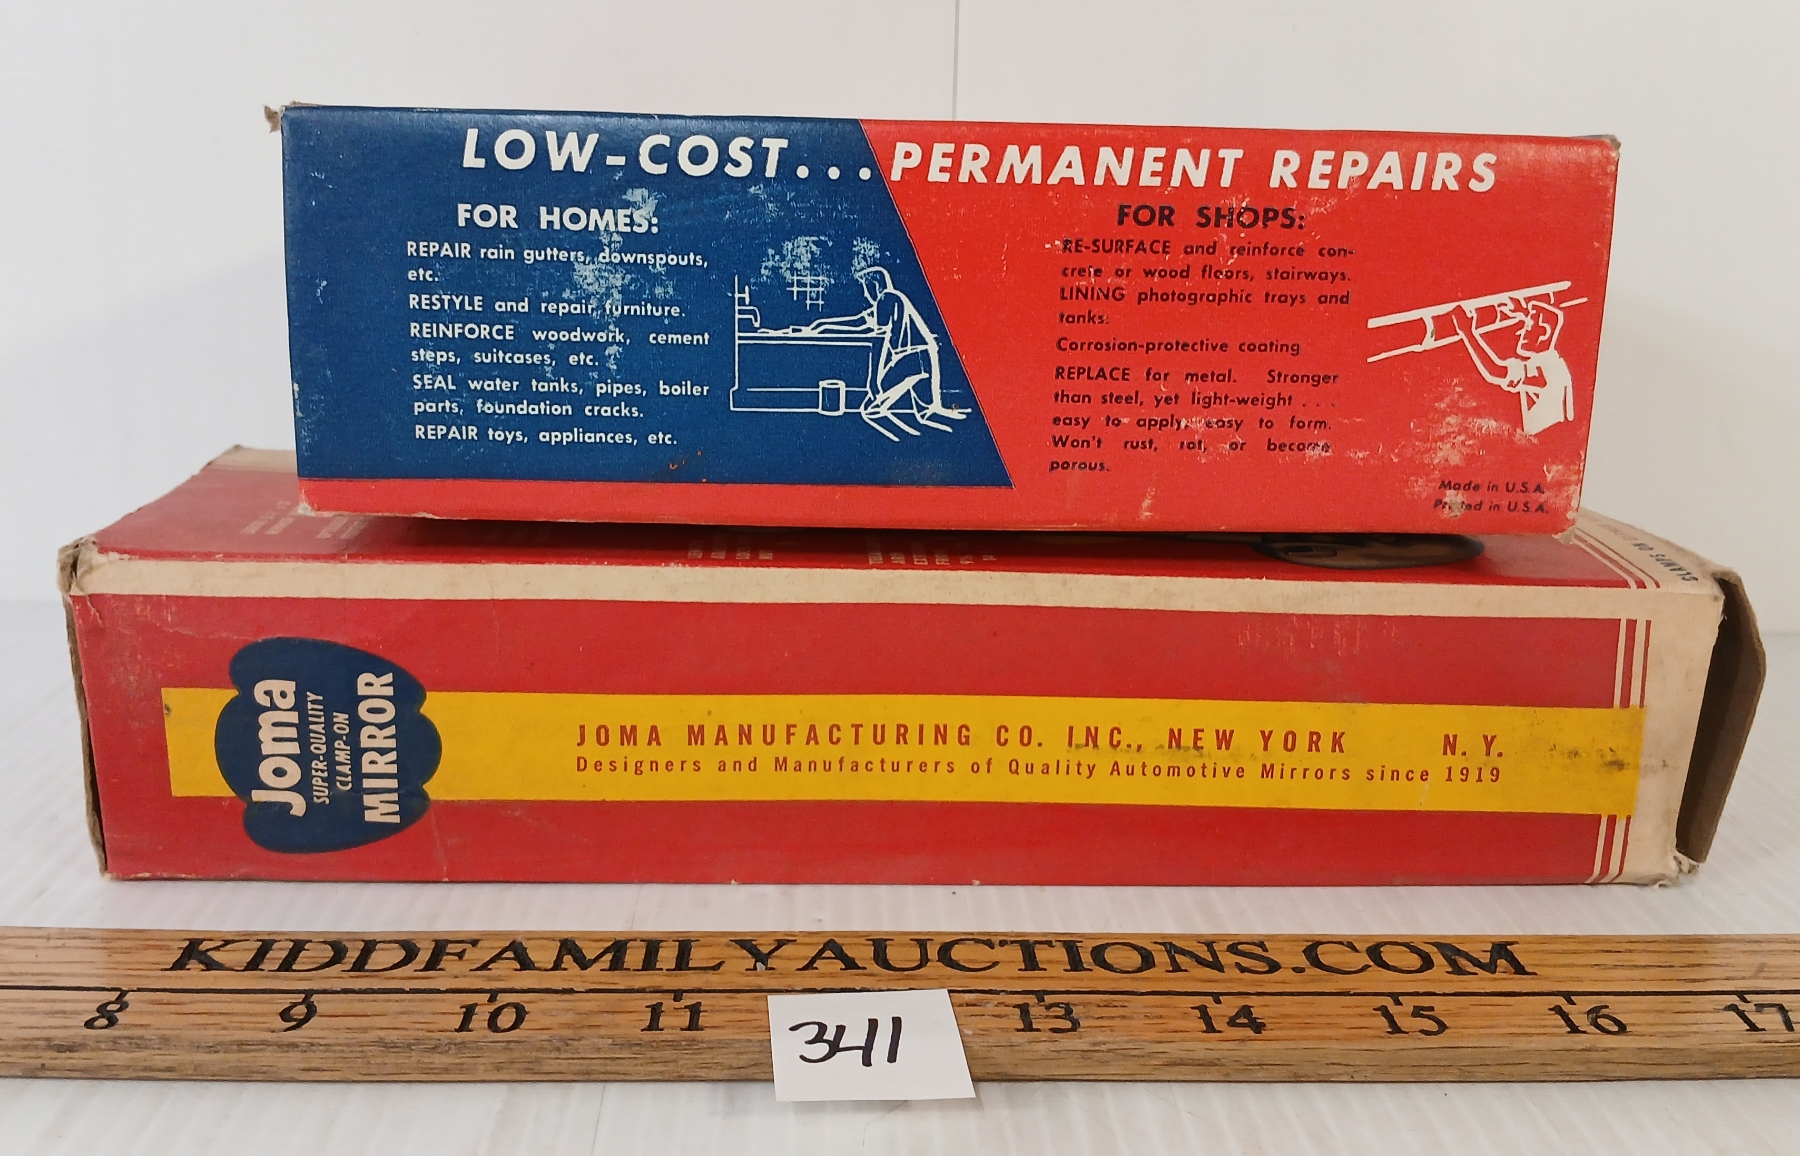 LOW-COST... PERMANENT REPAIRS
FOR HOMES:
REPAIR rain gutters, downspouts,
etc.
RESTYLE and repair furniture.
REINFORCE woodwork, cement
steps, suitcases, etc.
SEAL water tanks, pipes, boiler
parts, foundation cracks.
REPAIR toys, appliances, etc.
FOR SHOPS:
RE-SURFACE and reinforce con-
crete or wood floors, stairways.
LINING photographic trays and
tanks.
Corrosion-protective coating
REPLACE for metal. Stronger
than steel, yet light-weight . . .
easy to apply, easy to form.
Won't rust, rot, or become
porous.
Made in U.S.A.
Printed in U.S.A.
CLAMPS ON
Joma
SUPER-QUALITY
CLAMP-ON
MIRROR
JOMA MANUFACTURING CO. INC., NEW YORK N. Y.
Designers and Manufacturers of Quality Automotive Mirrors since 1919
KIDDFAMILYAUCTIONS.COM
8 9 10 11 13 14 15 16 17
3411